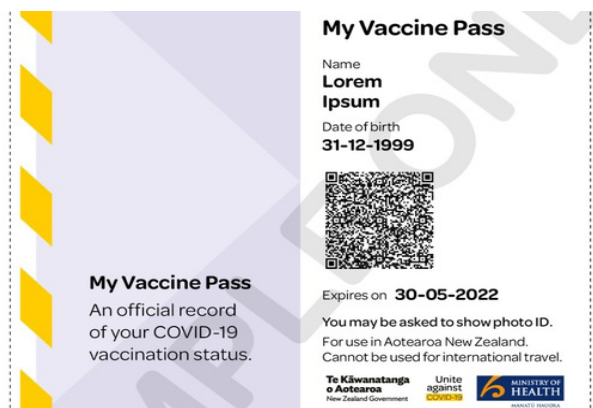 My Vaccine Pass
An official record
of your COVID-19
vaccination status.
My Vaccine Pass
Name
Lorem
Ipsum
Date of birth
31-12-1999
Expires on 30-05-2022
You may be asked to show photo ID.
For use in Aotearoa New Zealand.
Cannot be used for international travel.
Te Kāwanatanga
o Aotearoa
New Zealand Government
Unite
against
COVID-19
MINISTRY OF
HEALTH
MANATŪ HAUORA